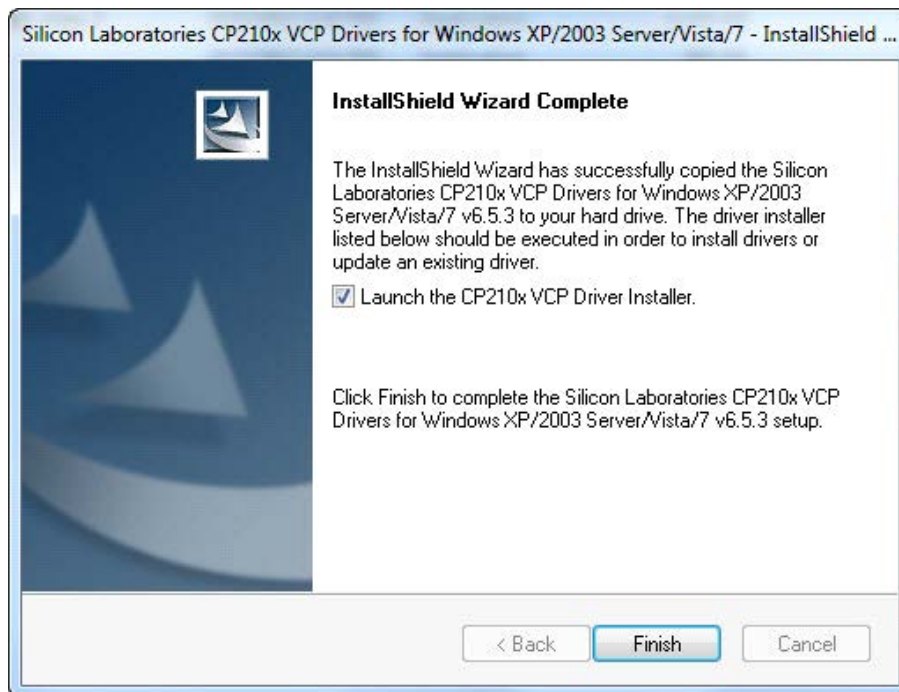 Silicon Laboratories CP210x VCP Drivers for Windows XP/2003 Server/Vista/7 - InstallShield ...
InstallShield Wizard Complete
The InstallShield Wizard has successfully copied the Silicon
Laboratories CP210x VCP Drivers for Windows XP/2003
Server/Vista/7 v6.5.3 to your hard drive. The driver installer
listed below should be executed in order to install drivers or
update an existing driver.
Launch the CP210x VCP Driver Installer.
Click Finish to complete the Silicon Laboratories CP210x VCP
Drivers for Windows XP/2003 Server/Vista/7 v6.5.3 setup.
< Back
Finish
Cancel